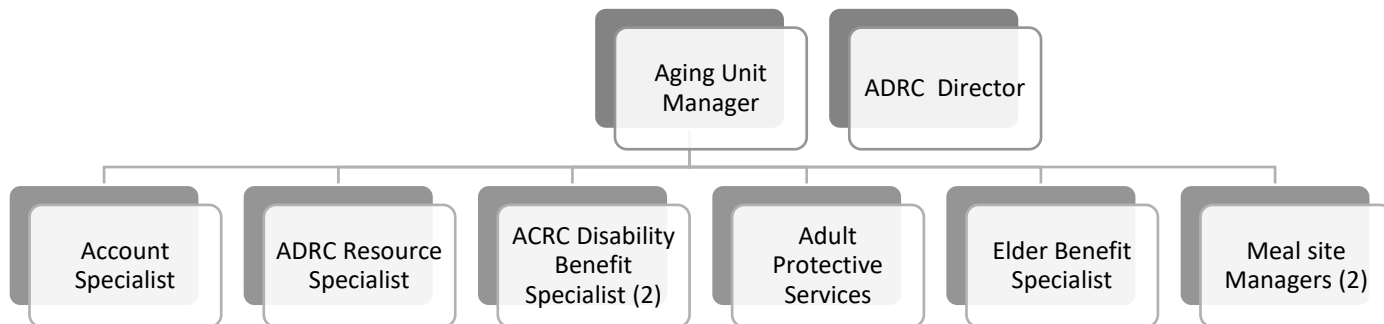 Aging Unit
Manager
ADRC  Director
Account
Specialist
ADRC Resource
Specialist
ACRC Disability
Benefit
Specialist (2)
Adult
Protective
Services
Elder Benefit
Specialist
Meal site
Managers (2)